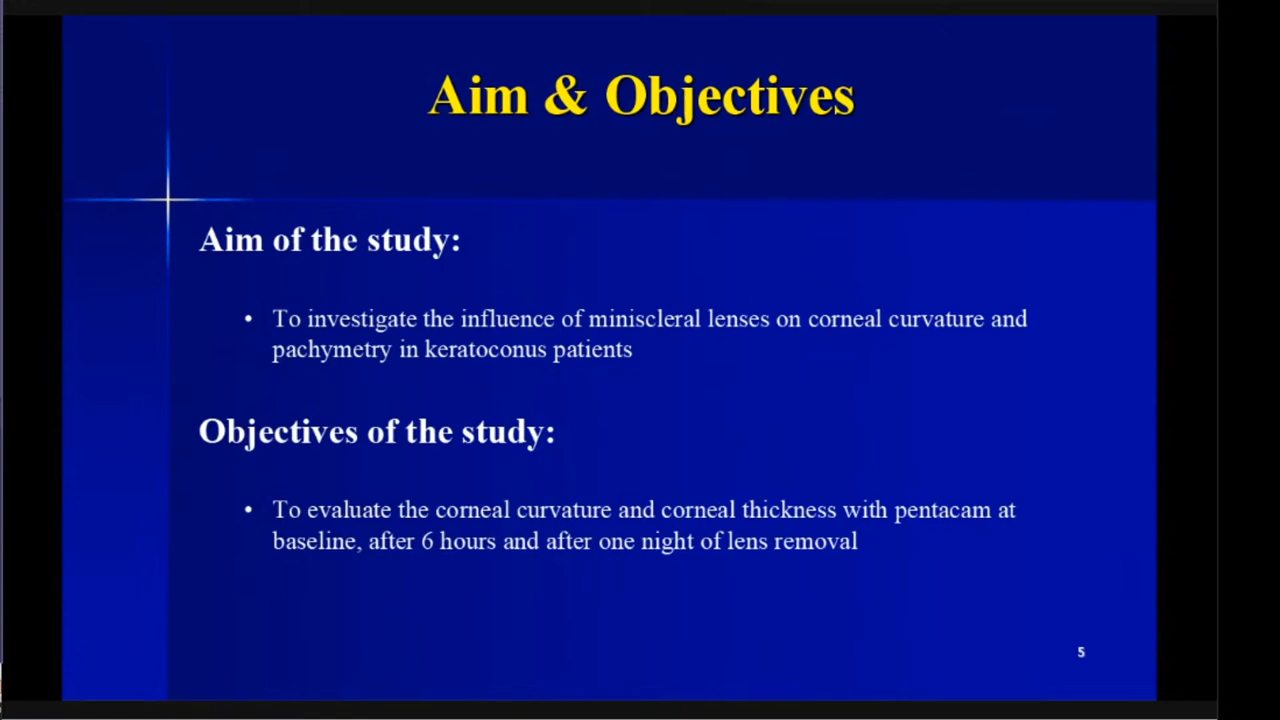 Aim & Objectives
Aim of the study:
• To investigate the influence of miniscleral lenses on corneal curvature and
pachymetry in keratoconus patients
Objectives of the study:
• To evaluate the corneal curvature and corneal thickness with pentacam at
baseline, after 6 hours and after one night of lens removal
5